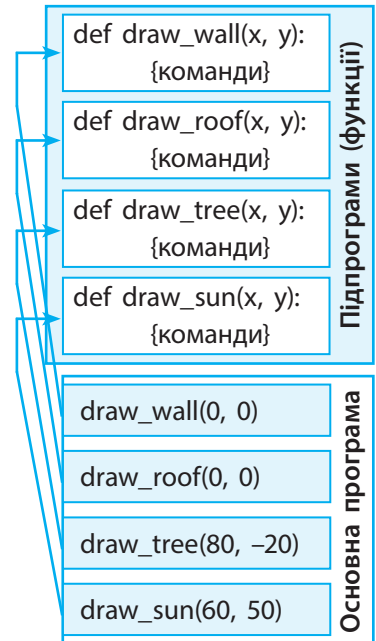 def draw_wall(x, y):
{команди}
def draw_roof(x, y):
{команди}
def draw_tree(x, y):
{команди}
def draw_sun(x, y):
{команди}
Підпрограми (функції)
draw_wall(0, 0)
draw_roof(0, 0)
draw_tree(80, –20)
draw_sun(60, 50)
Основна програма